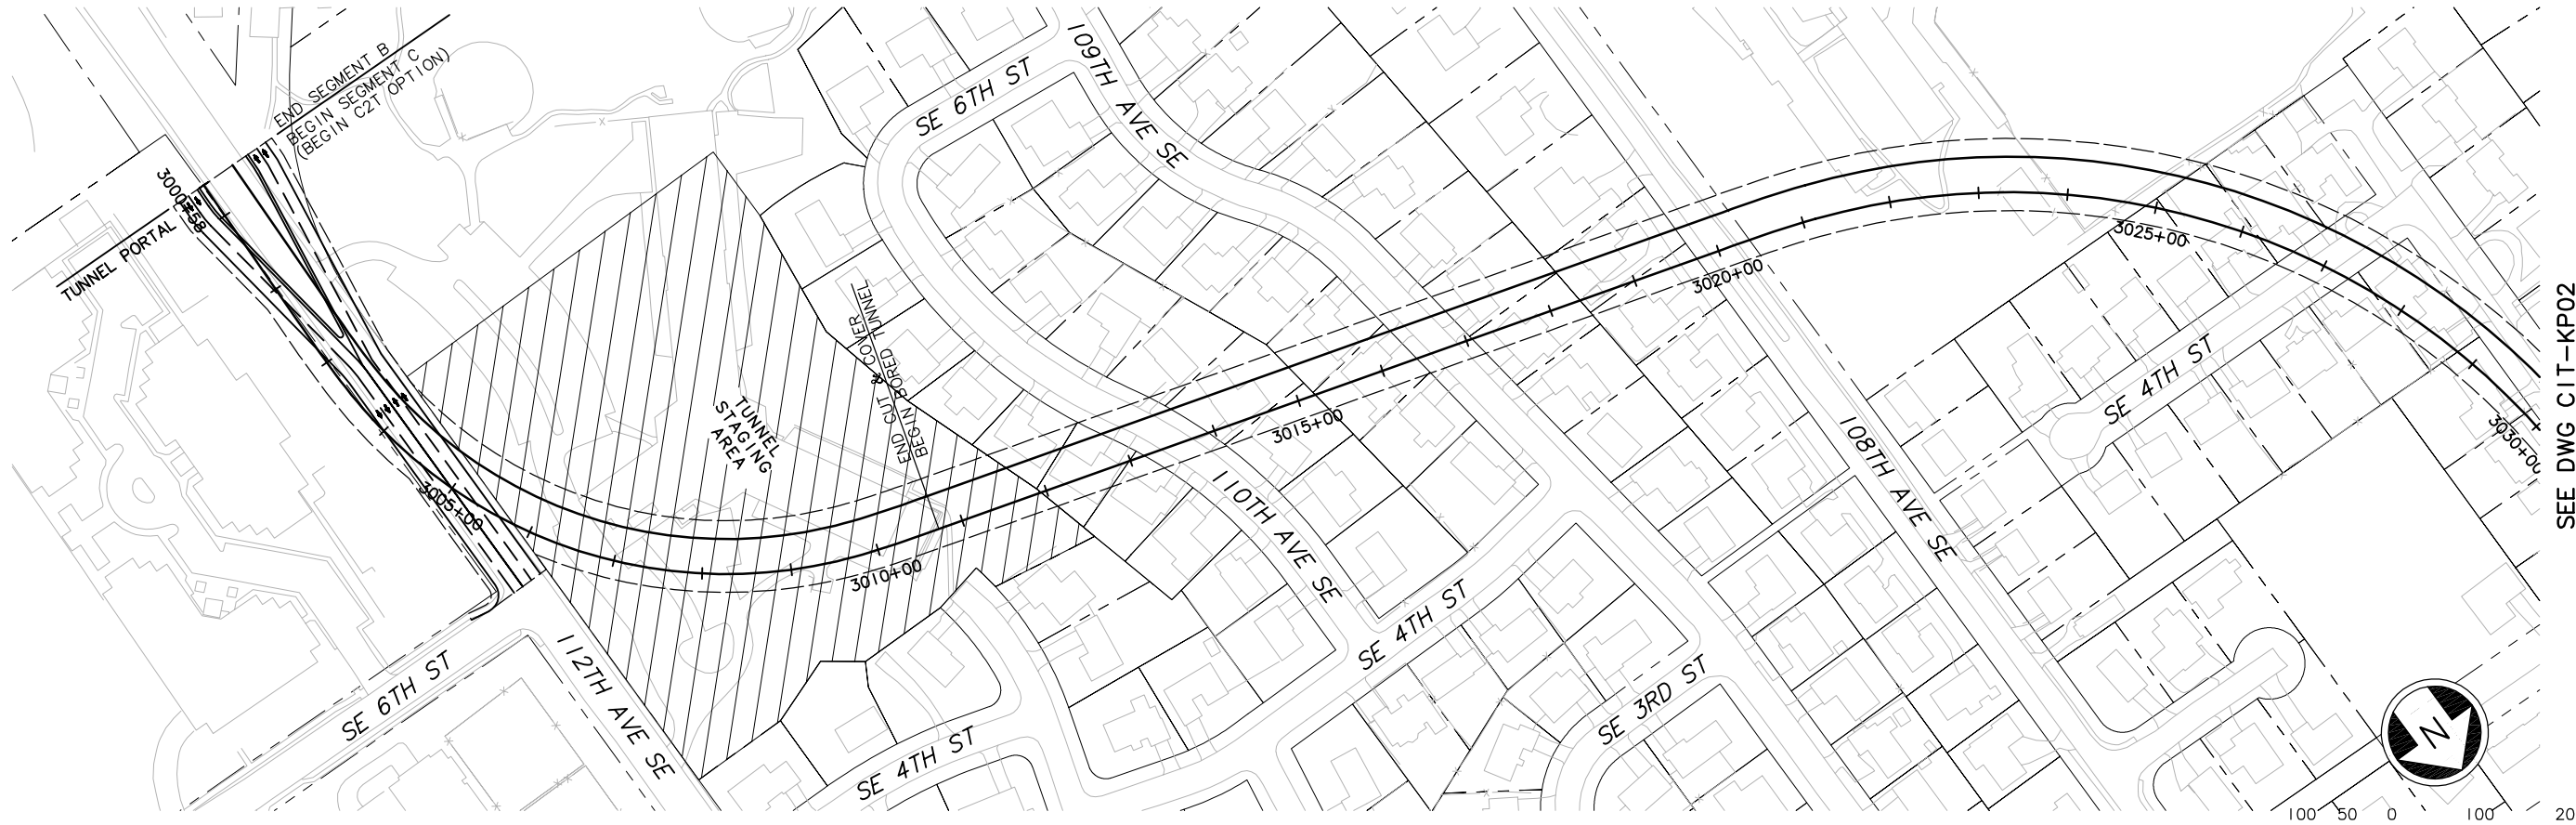 END SEGMENT B
BEGIN SEGMENT C
(BEGIN C2T OPTION)
3000+58
TUNNEL PORTAL
SE 6TH ST
109TH AVE SE
END CUT & COVER
BEGIN BORED TUNNEL
TUNNEL
STAGING
AREA
3005+00
3010+00
3015+00
3020+00
3025+00
3030+00
SE 4TH ST
108TH AVE SE
110TH AVE SE
SE 4TH ST
SE 3RD ST
SE 6TH ST
112TH AVE SE
SE 4TH ST
SEE DWG CIT-KP02
N
100 50 0 100 20